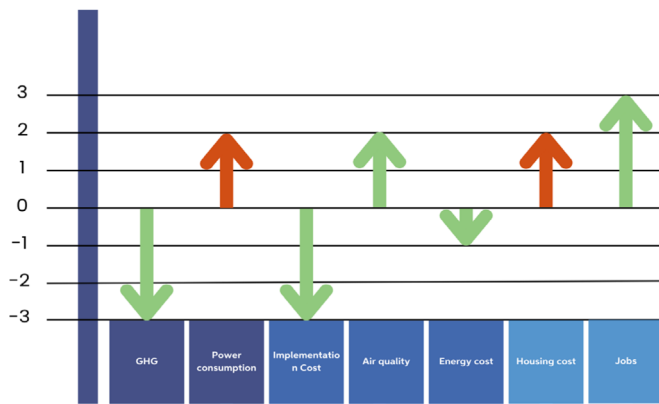 3
2
1
0
−1
−2
−3
GHG
Power
consumption
Implementatio
n Cost
Air quality
Energy cost
Housing cost
Jobs